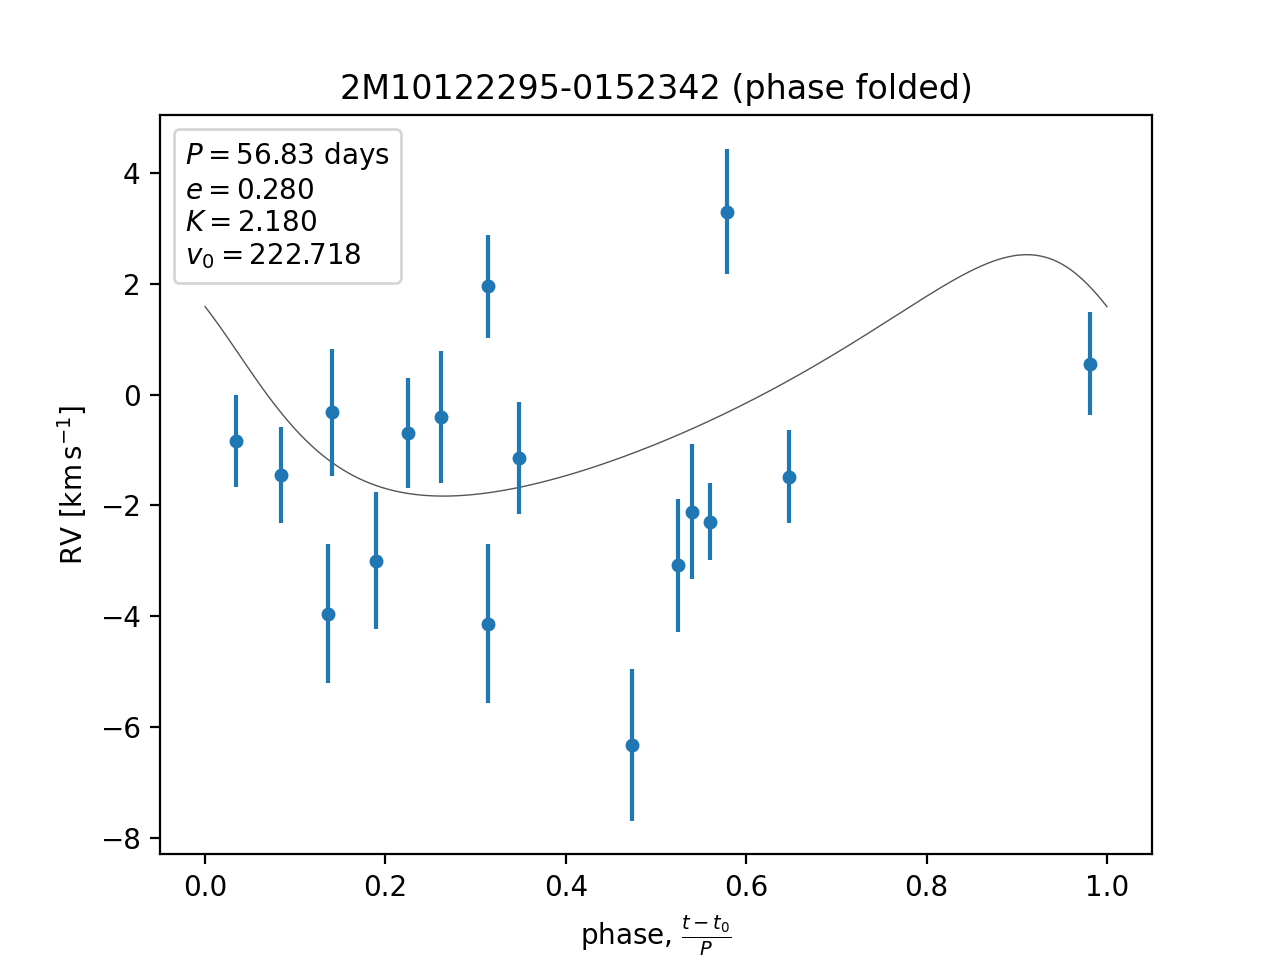 2M10122295-0152342 (phase folded)
P = 56.83 days
e = 0.280
K = 2.180
v₀ = 222.718
4
2
0
−2
−4
−6
−8
RV [km s⁻¹]
0.0 0.2 0.4 0.6 0.8 1.0
phase, (t − t₀)/P